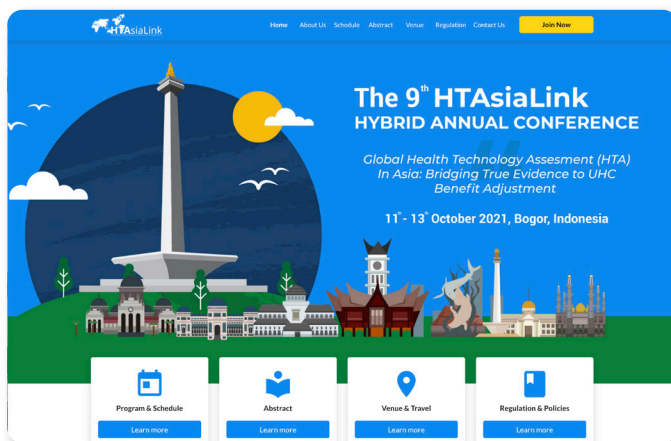 HTAsiaLink
Home About Us Schedule Abstract Venue Regulation Contact Us Join Now
The 9th HTAsiaLink
HYBRID ANNUAL CONFERENCE
Global Health Technology Assesment (HTA)
In Asia: Bridging True Evidence to UHC
Benefit Adjustment
11th - 13th October 2021, Bogor, Indonesia
Program & Schedule Abstract Venue & Travel Regulation & Policies
Learn more Learn more Learn more Learn more